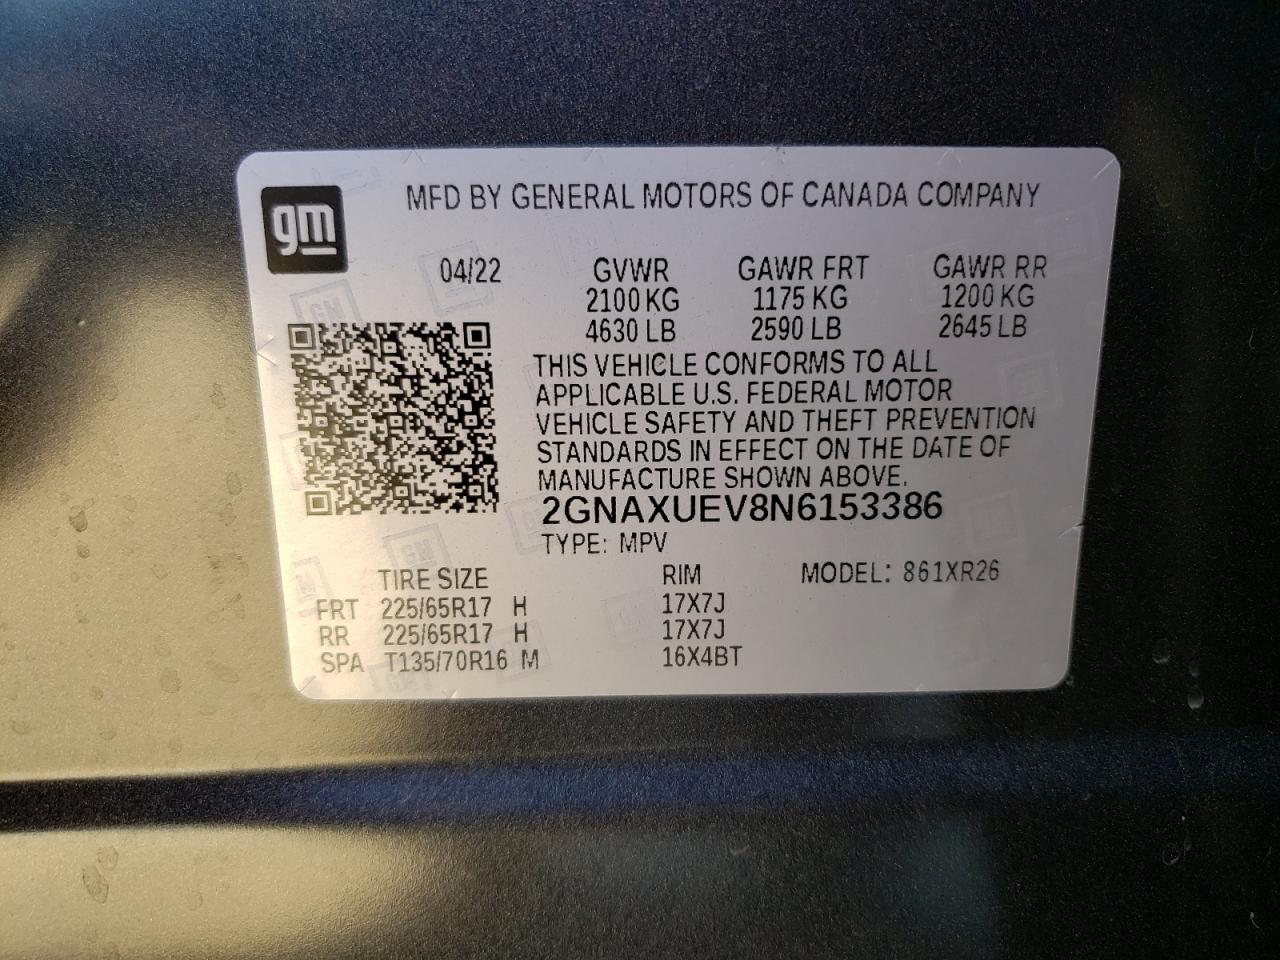 gm
MFD BY GENERAL MOTORS OF CANADA COMPANY
04/22 GVWR GAWR FRT GAWR RR
2100 KG 1175 KG 1200 KG
4630 LB 2590 LB 2645 LB
THIS VEHICLE CONFORMS TO ALL
APPLICABLE U.S. FEDERAL MOTOR
VEHICLE SAFETY AND THEFT PREVENTION
STANDARDS IN EFFECT ON THE DATE OF
MANUFACTURE SHOWN ABOVE.
2GNAXUEV8N6153386
TYPE: MPV
TIRE SIZE RIM MODEL: 861XR26
FRT 225/65R17 H 17X7J
RR 225/65R17 H 17X7J
SPA T135/70R16 M 16X4BT